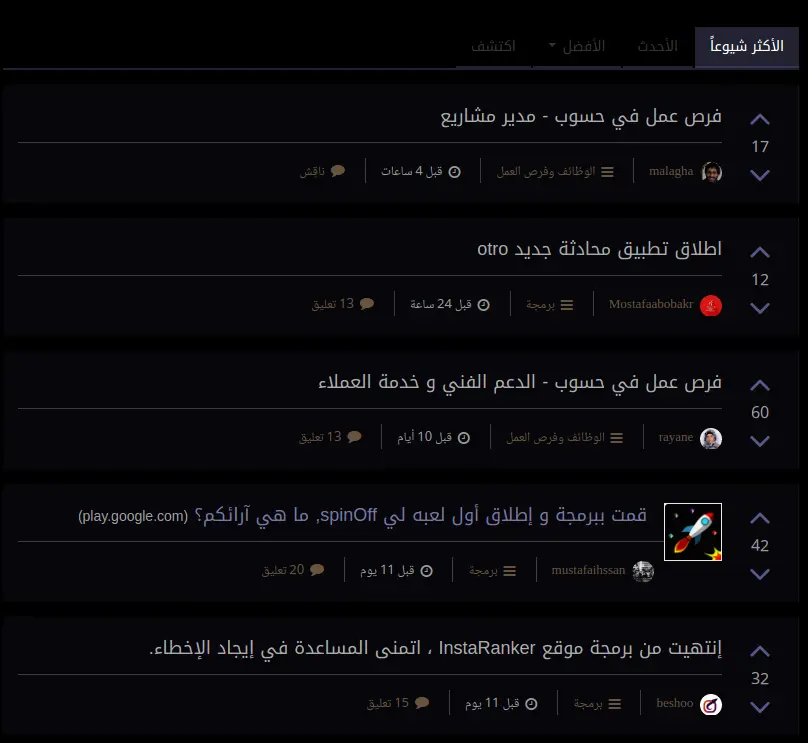 الأكثر شيوعاً الأحدث الأفضل اكتشف
فرص عمل في حسوب - مدير مشاريع
17
malagha الوظائف وفرص العمل قبل 4 ساعات ناقِش
اطلاق تطبيق محادثة جديد otro
12
Mostafaabobakr برمجة قبل 24 ساعة 13 تعليق
فرص عمل في حسوب - الدعم الفني و خدمة العملاء
60
rayane الوظائف وفرص العمل قبل 10 أيام 13 تعليق
قمت ببرمجة و إطلاق أول لعبه لي spinOff, ما هي آرائكم؟ (play.google.com)
42
mustafaihssan برمجة قبل 11 يوم 20 تعليق
إنتهيت من برمجة موقع InstaRanker ، اتمنى المساعدة في إيجاد الإخطاء.
32
beshoo برمجة قبل 11 يوم 15 تعليق